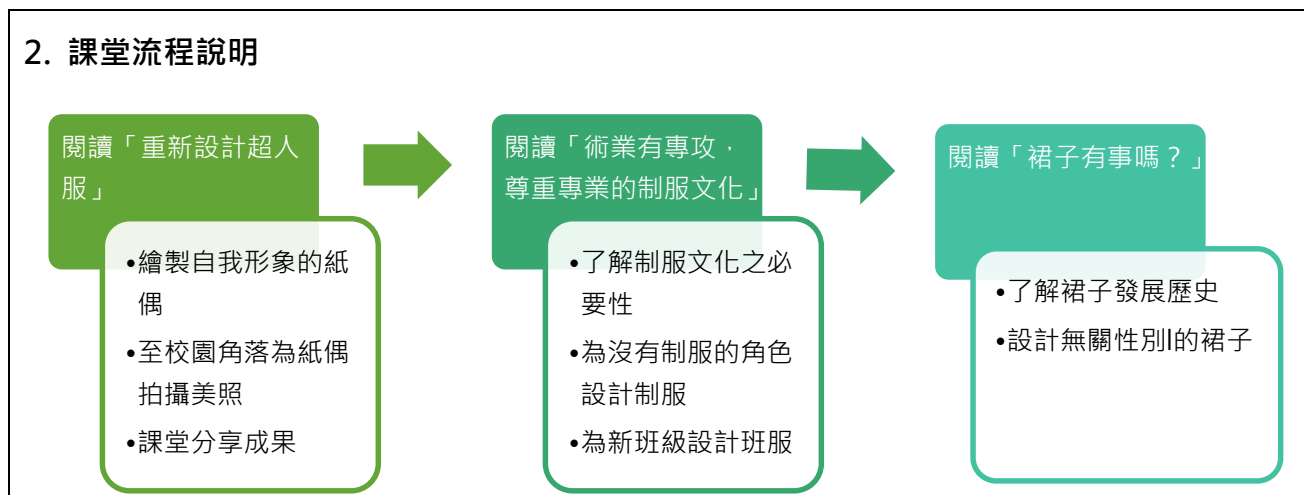 2. 課堂流程說明
閱讀「重新設計超人
服」
•繪製自我形象的紙
偶
•至校園角落為紙偶
拍攝美照
•課堂分享成果
閱讀「術業有專攻，
尊重專業的制服文化」
•了解制服文化之必
要性
•為沒有制服的角色
設計制服
•為新班級設計班服
閱讀「裙子有事嗎？」
•了解裙子發展歷史
•設計無關性別l的裙子